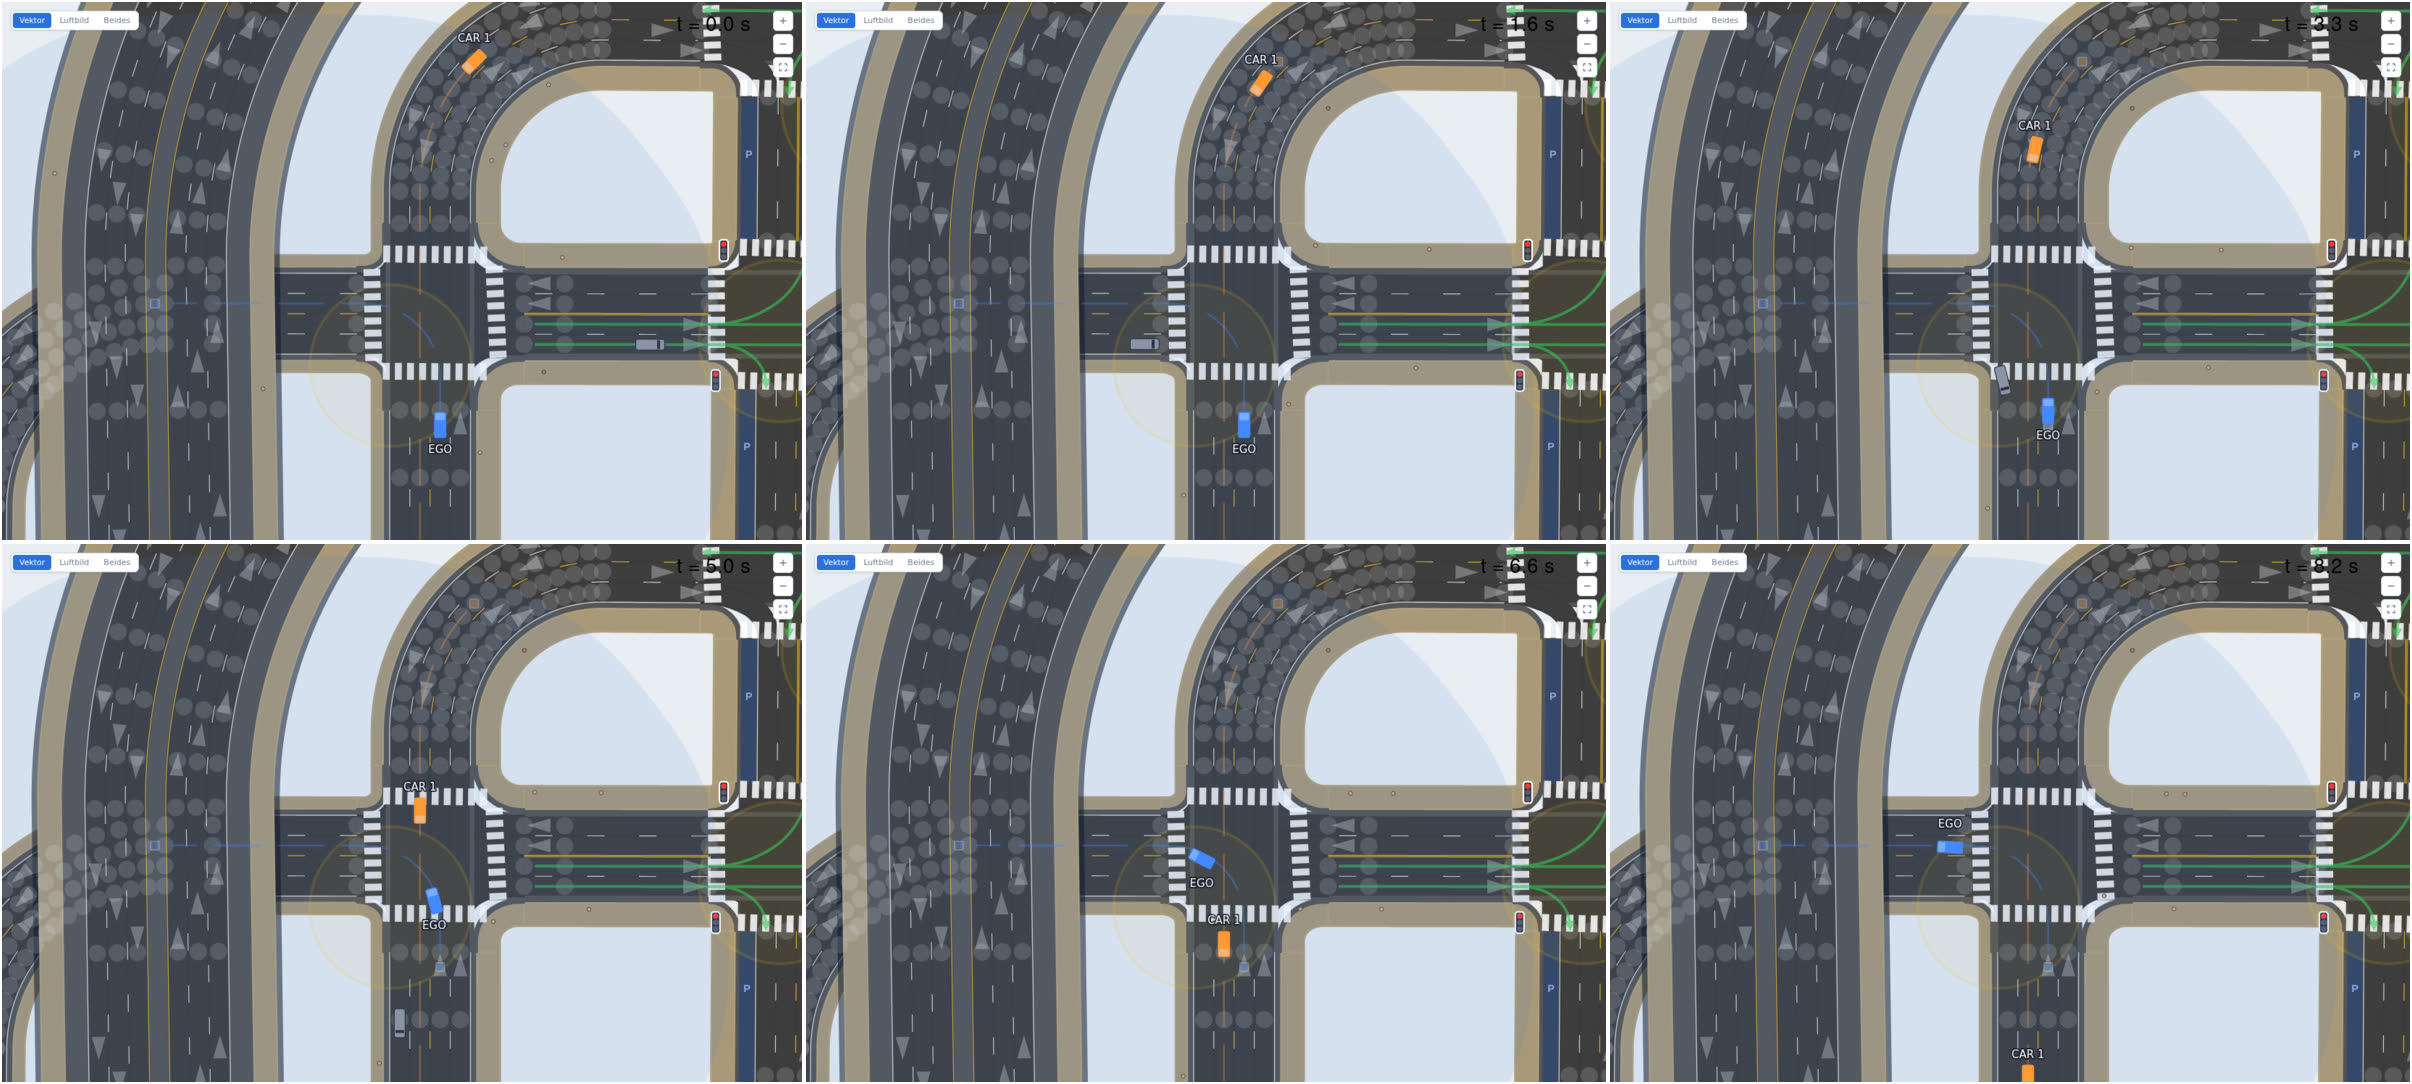 Vektor Luftbild Beides
t = 0.0 s
+
−
CAR 1
P
EGO
P
Vektor Luftbild Beides
t = 1.6 s
+
−
CAR 1
P
EGO
P
Vektor Luftbild Beides
t = 3.3 s
+
−
CAR 1
P
EGO
P
Vektor Luftbild Beides
t = 5.0 s
+
−
P
CAR 1
EGO
P
Vektor Luftbild Beides
t = 6.6 s
+
−
P
EGO
CAR 1
P
Vektor Luftbild Beides
t = 8.2 s
+
−
P
EGO
P
CAR 1